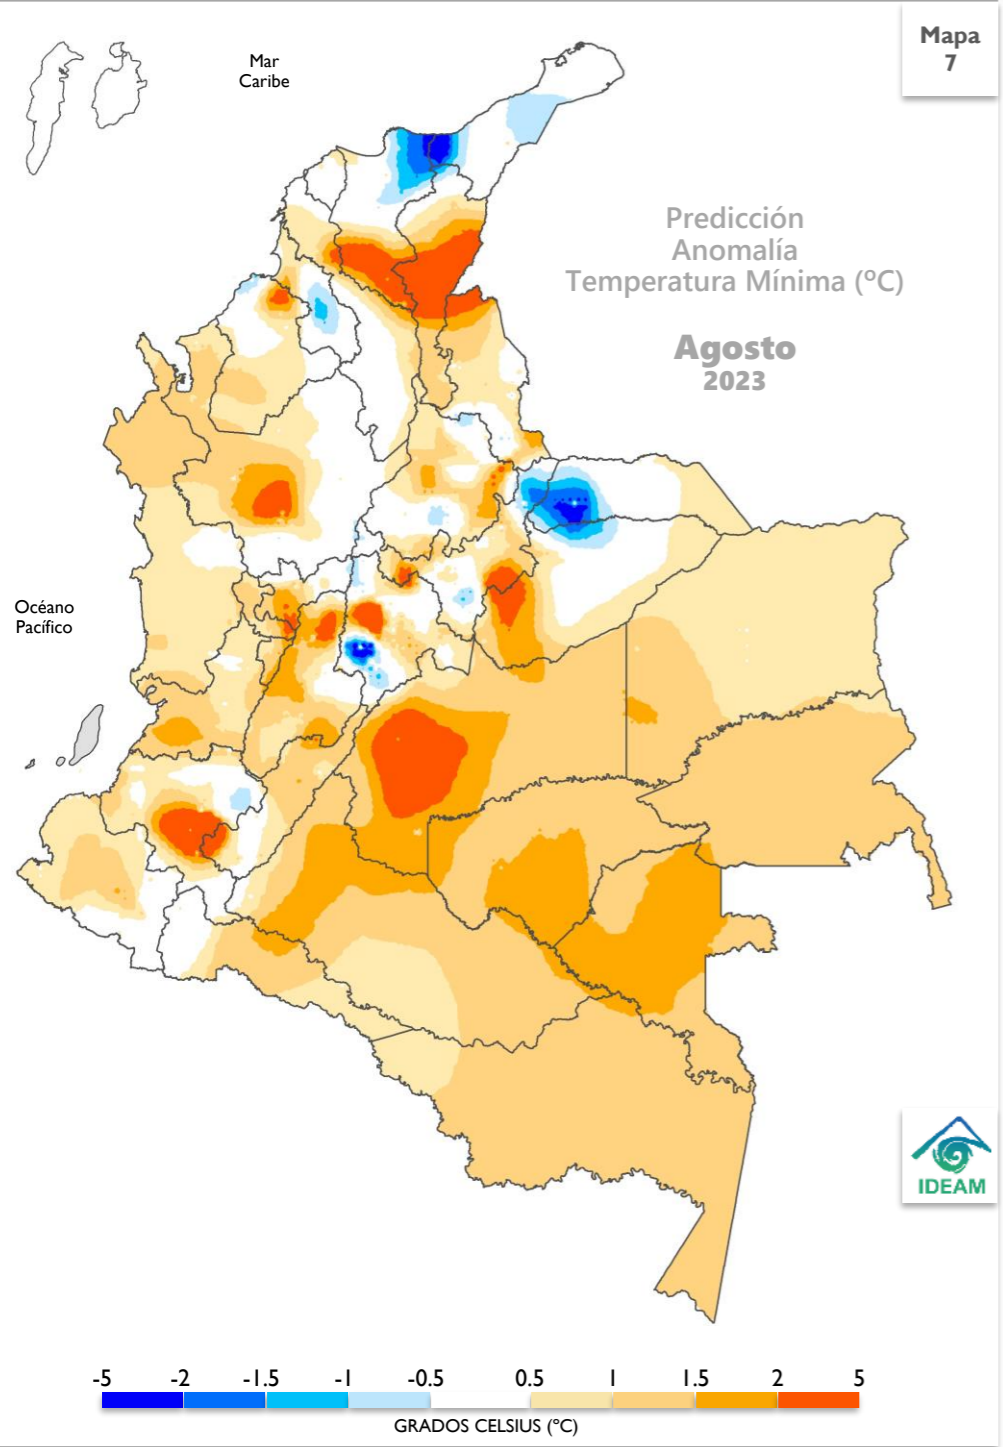 Mapa
7
Mar
Caribe
Predicción
Anomalía
Temperatura Mínima (ºC)
Agosto
2023
Océano
Pacífico
IDEAM
-5 -2 -1.5 -1 -0.5 0.5 1 1.5 2 5
GRADOS CELSIUS (ºC)